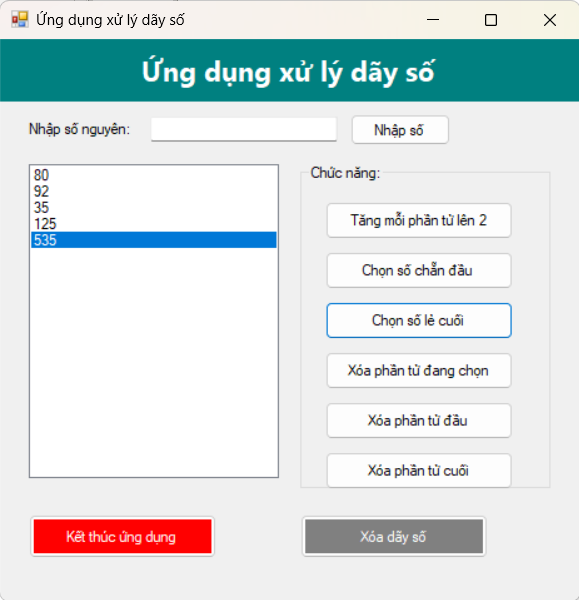 Ứng dụng xử lý dãy số
Ứng dụng xử lý dãy số
Nhập số nguyên:
Nhập số
80
92
35
125
535
Chức năng:
Tăng mỗi phần tử lên 2
Chọn số chẵn đầu
Chọn số lẻ cuối
Xóa phần tử đang chọn
Xóa phần tử đầu
Xóa phần tử cuối
Kết thúc ứng dụng
Xóa dãy số